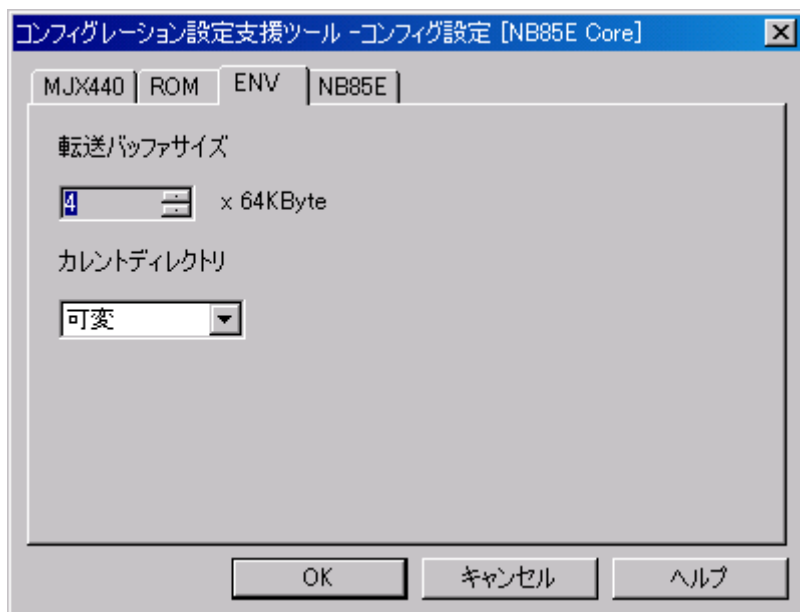 コンフィグレーション設定支援ツール -コンフィグ設定 [NB85E Core]
MJX440 ROM ENV NB85E
転送バッファサイズ
4 x 64KByte
カレントディレクトリ
可変
OK キャンセル ヘルプ